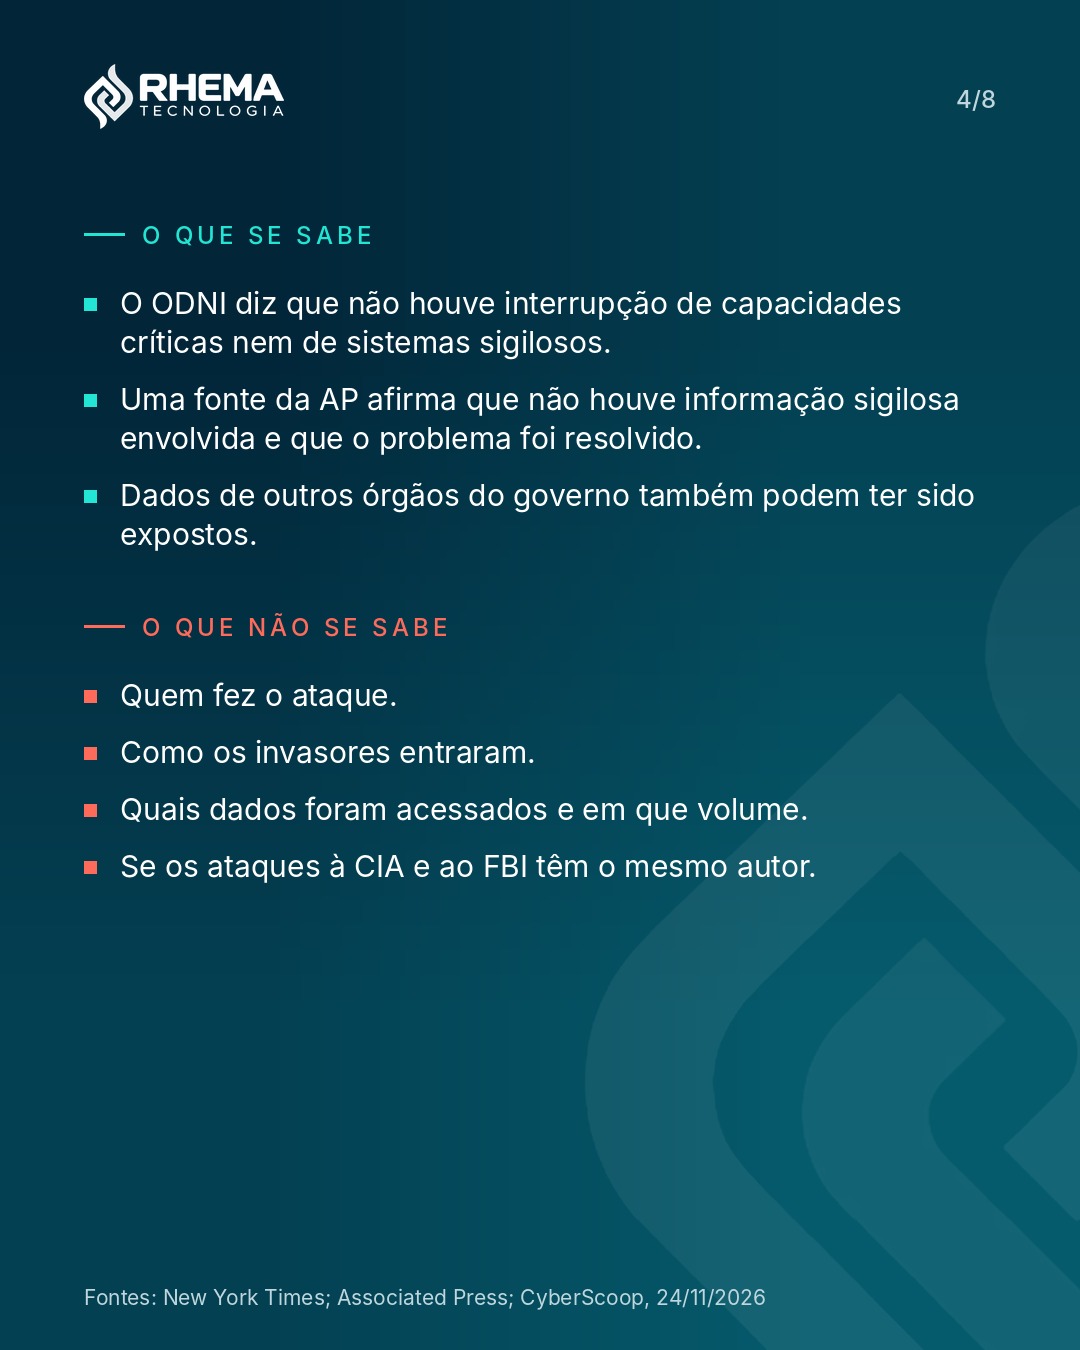 RHEMA
TECNOLOGIA
4/8
O QUE SE SABE
O ODNI diz que não houve interrupção de capacidades
críticas nem de sistemas sigilosos.
Uma fonte da AP afirma que não houve informação sigilosa
envolvida e que o problema foi resolvido.
Dados de outros órgãos do governo também podem ter sido
expostos.
O QUE NÃO SE SABE
Quem fez o ataque.
Como os invasores entraram.
Quais dados foram acessados e em que volume.
Se os ataques à CIA e ao FBI têm o mesmo autor.
Fontes: New York Times; Associated Press; CyberScoop, 24/11/2026